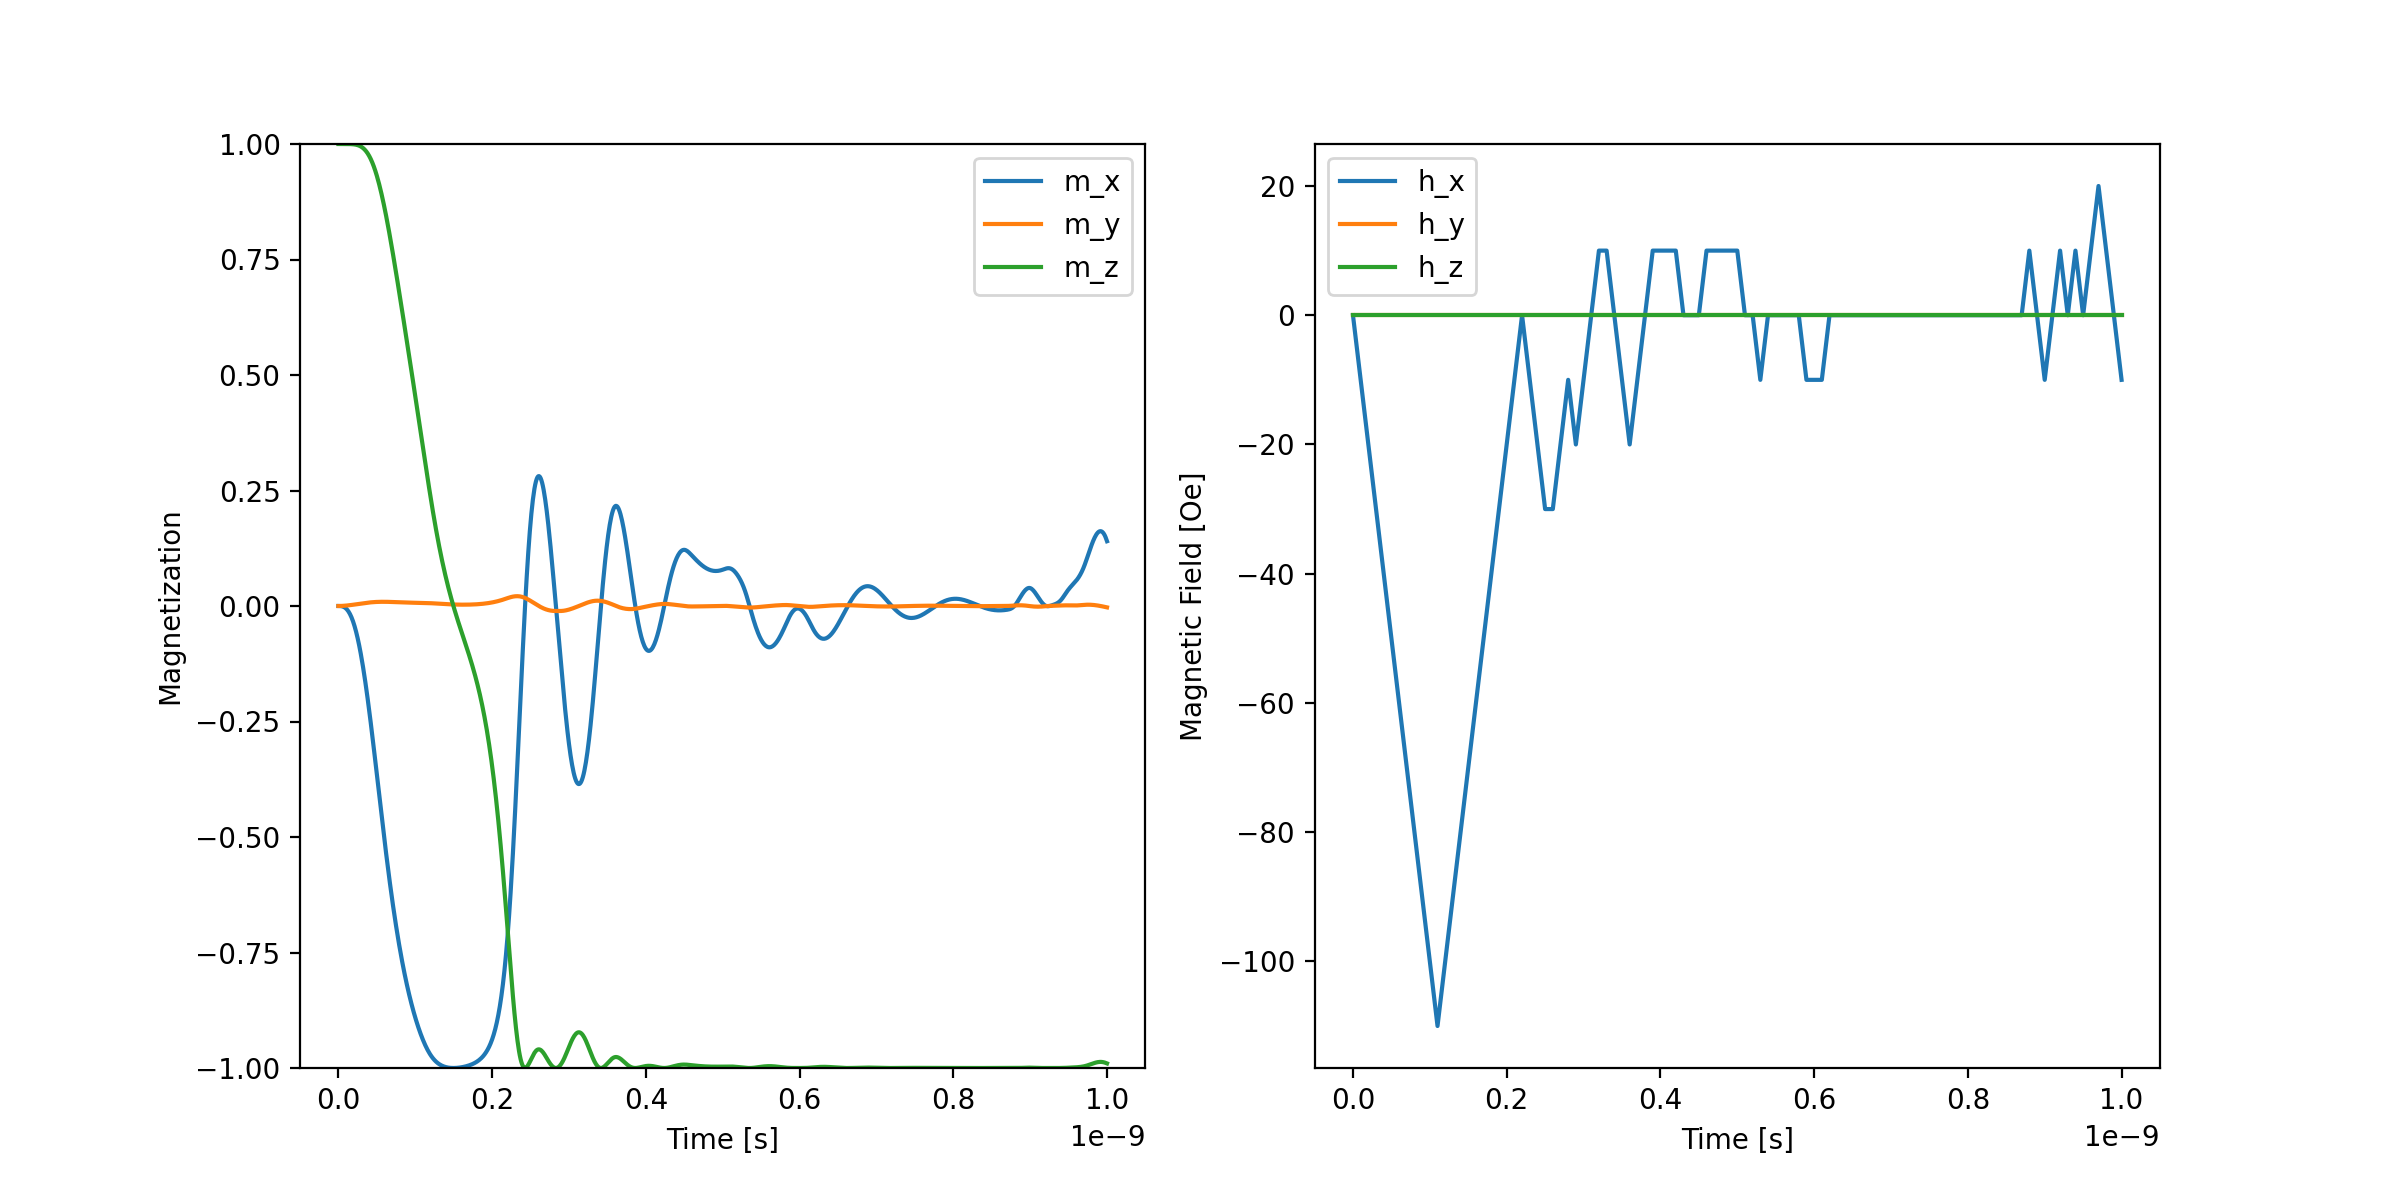 Magnetization
1.00
0.75
0.50
0.25
0.00
−0.25
−0.50
−0.75
−1.00
m_x
m_y
m_z
0.0 0.2 0.4 0.6 0.8 1.0
1e−9
Time [s]
Magnetic Field [Oe]
20
0
−20
−40
−60
−80
−100
h_x
h_y
h_z
0.0 0.2 0.4 0.6 0.8 1.0
1e−9
Time [s]